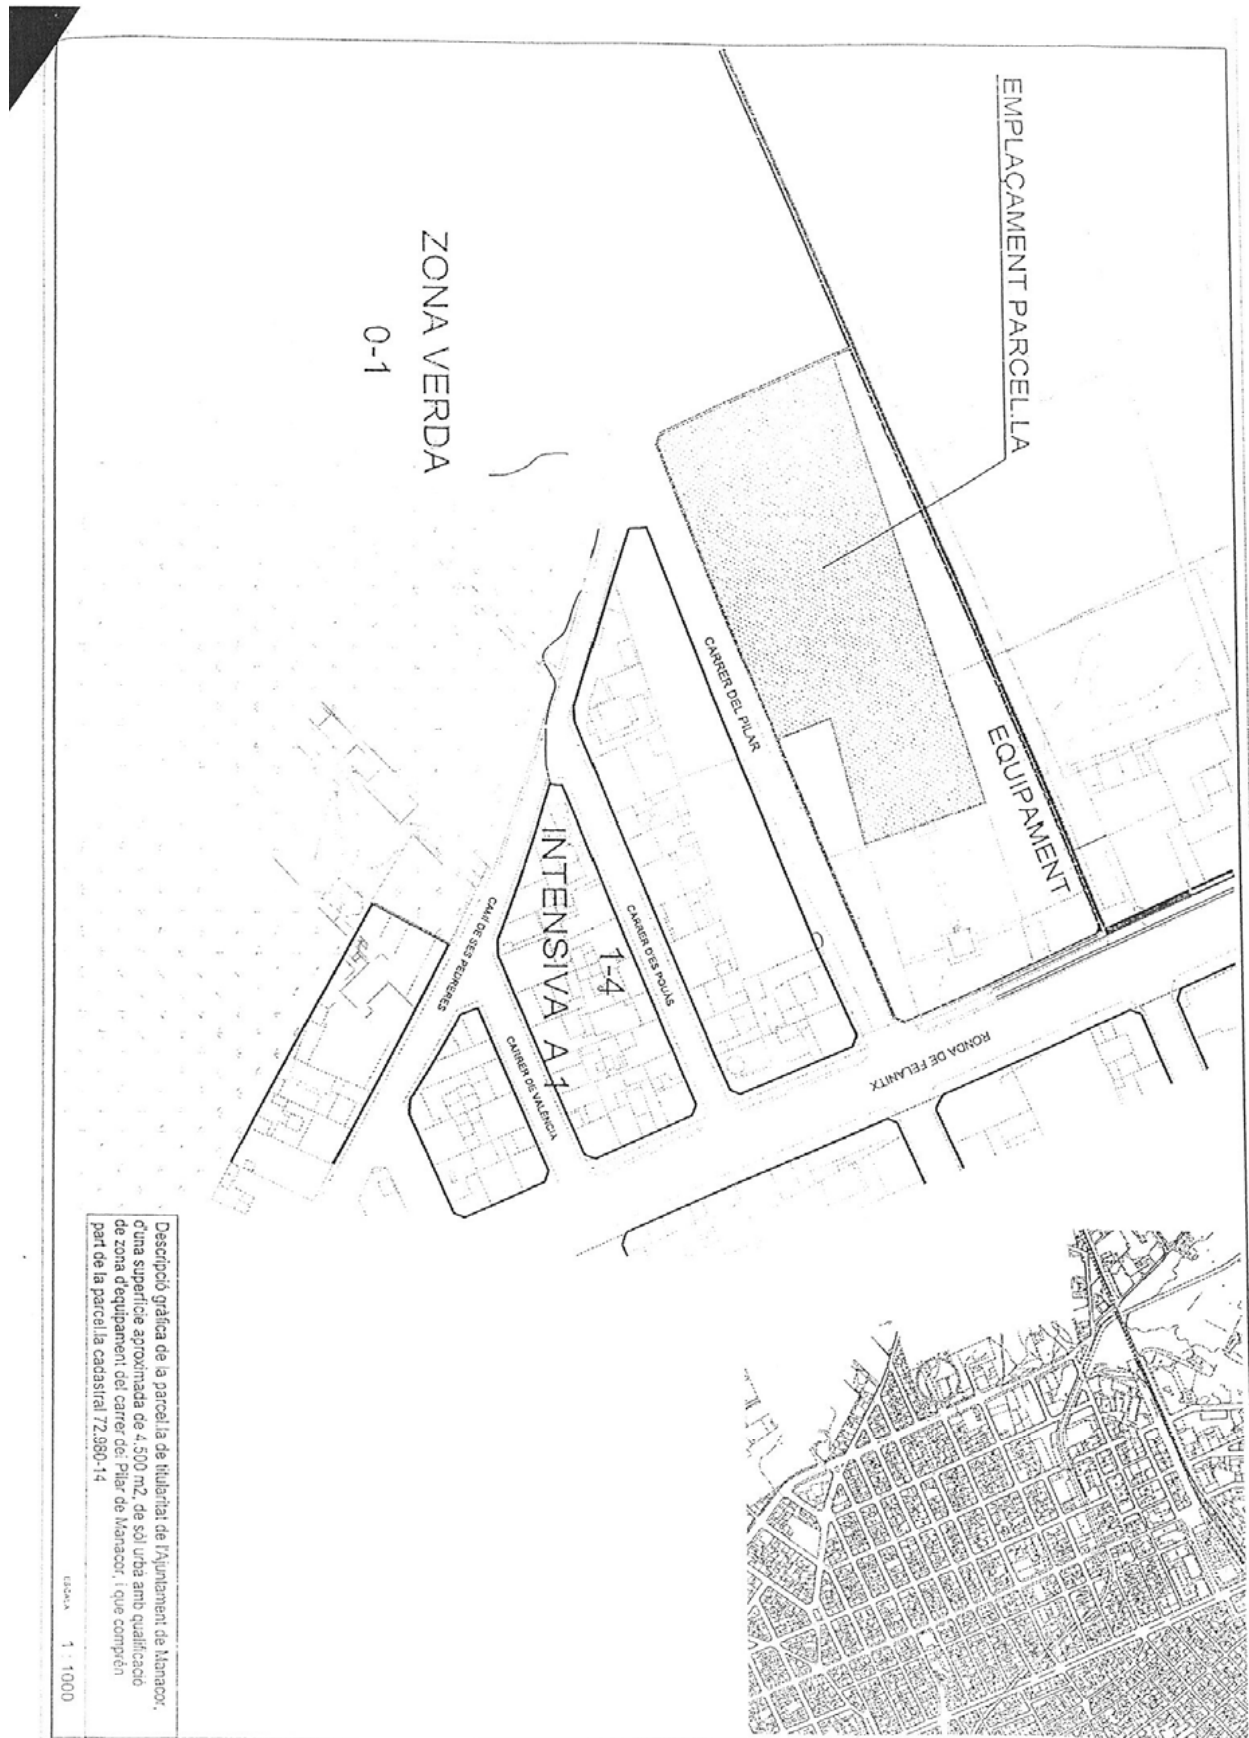 EMPLAÇAMENT PARCEL.LA
ZONA VERDA
0-1
EQUIPAMENT
CARRER DEL PILAR
INTENSIVA A 1
1-4
CARRER D'ES POUÀS
CAMÍ DE SES PEDRERES
CARRER DE VALÈNCIA
RONDA DE FELANITX
Descripció gràfica de la parcel.la de titularitat de l'Ajuntament de Manacor,
d'una superfície aproximada de 4.500 m2, de sòl urbà amb qualificació
de zona d'equipament del carrer del Pilar de Manacor, i que comprèn
part de la parcel.la cadastral 72.980-14
ESCALA 1 : 1000